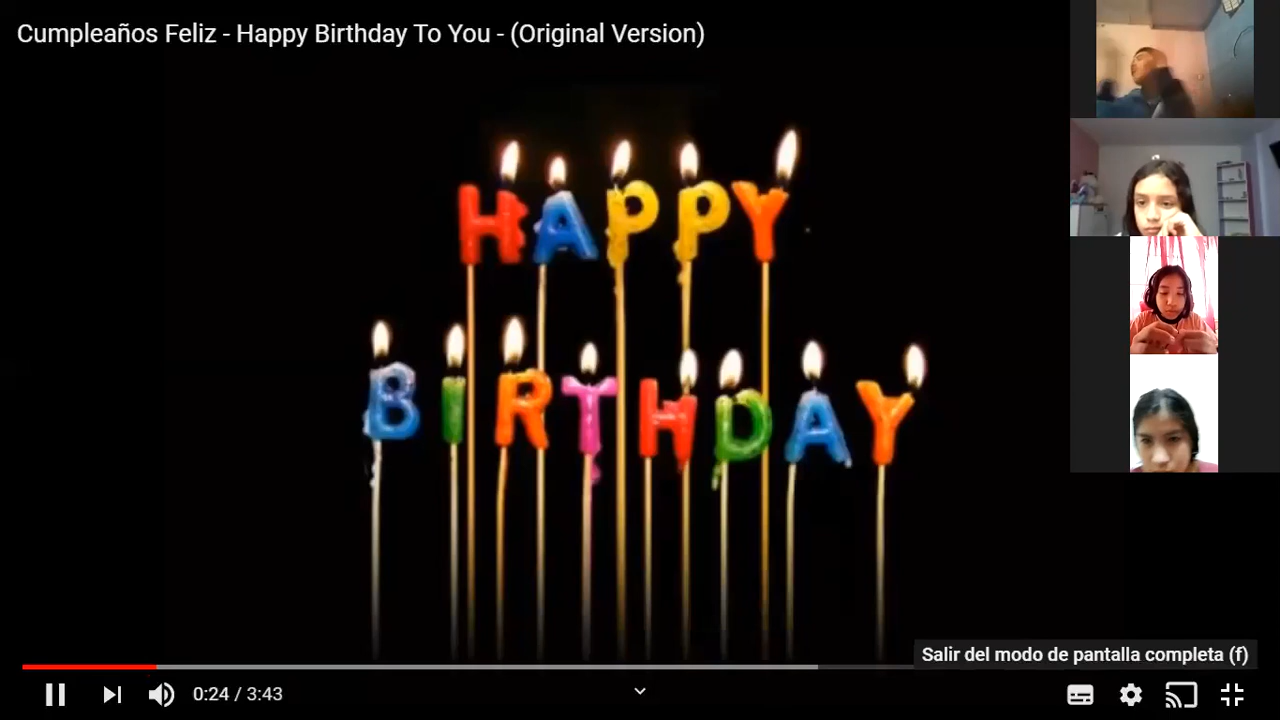 Cumpleaños Feliz - Happy Birthday To You - (Original Version)
HAPPY
BIRTHDAY
Salir del modo de pantalla completa (f)
0:24 / 3:43